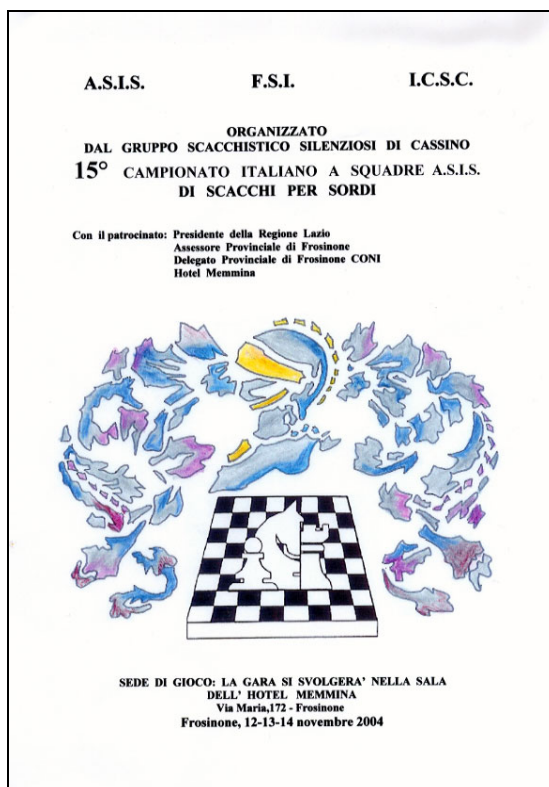 A.S.I.S. F.S.I. I.C.S.C.
ORGANIZZATO
DAL GRUPPO SCACCHISTICO SILENZIOSI DI CASSINO
15° CAMPIONATO ITALIANO A SQUADRE A.S.I.S.
DI SCACCHI PER SORDI
Con il patrocinato: Presidente della Regione Lazio
Assessore Provinciale di Frosinone
Delegato Provinciale di Frosinone CONI
Hotel Memmina
SEDE DI GIOCO: LA GARA SI SVOLGERA' NELLA SALA
DELL' HOTEL MEMMINA
Via Maria,172 - Frosinone
Frosinone, 12-13-14 novembre 2004